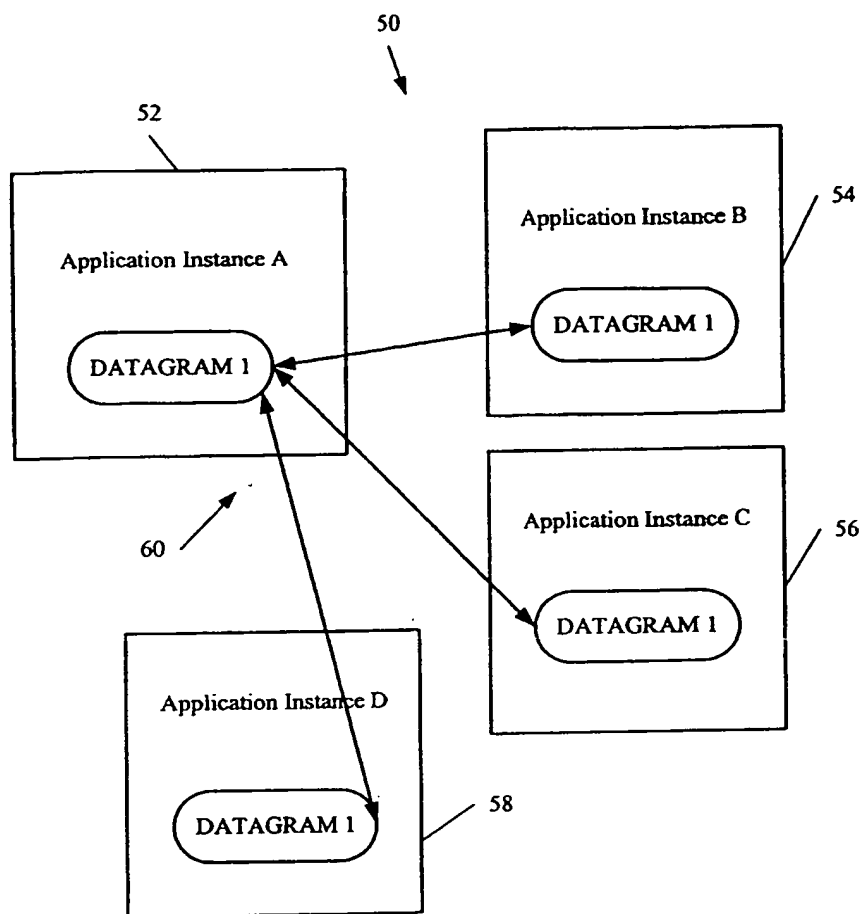 50
52
54
Application Instance A
Application Instance B
DATAGRAM 1
DATAGRAM 1
60
Application Instance C
56
DATAGRAM 1
Application Instance D
58
DATAGRAM 1